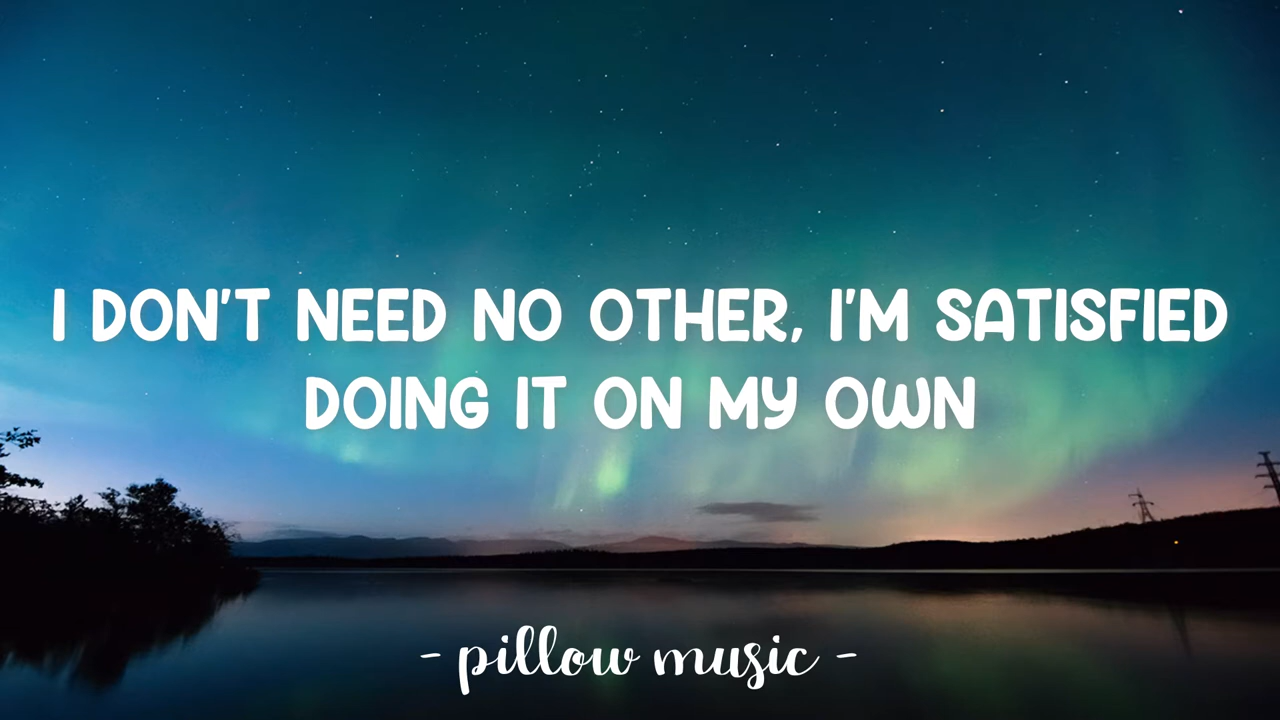 I DON'T NEED NO OTHER, I'M SATISFIED
DOING IT ON MY OWN
- pillow music -